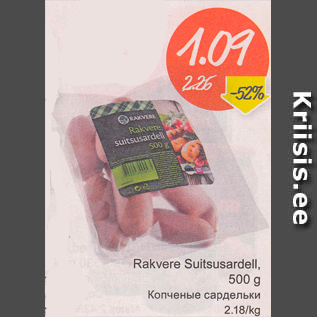 1.09
2.26
-52%
RAKVERE
Rakvere
suitsusardell
500 g
Rakvere Suitsusardell,
500 g
Копченые сардельки
2.18/kg
Kriisis.ee